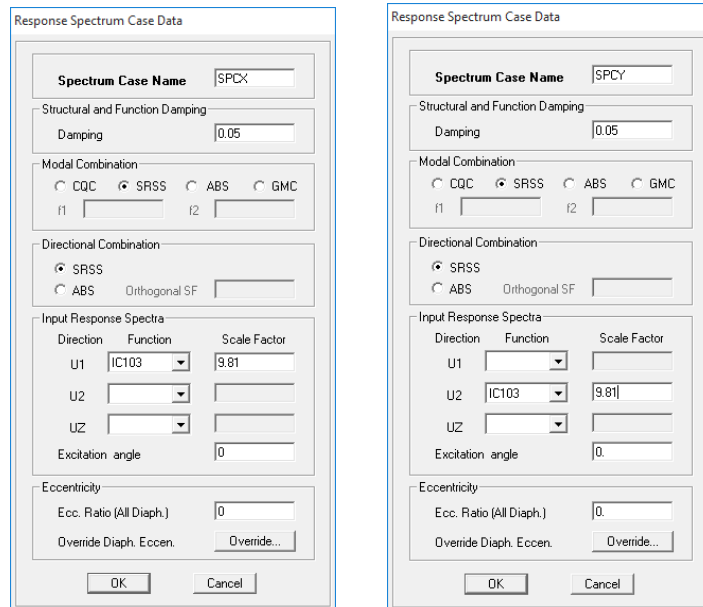 Response Spectrum Case Data
Spectrum Case Name SPCX
Structural and Function Damping
Damping 0.05
Modal Combination
CQC SRSS ABS GMC
f1 f2
Directional Combination
SRSS
ABS Orthogonal SF
Input Response Spectra
Direction Function Scale Factor
U1 IC103 9.81
U2
UZ
Excitation angle 0
Eccentricity
Ecc. Ratio (All Diaph.) 0
Override Diaph. Eccen. Override...
OK Cancel
Response Spectrum Case Data
Spectrum Case Name SPCY
Structural and Function Damping
Damping 0.05
Modal Combination
CQC SRSS ABS GMC
f1 f2
Directional Combination
SRSS
ABS Orthogonal SF
Input Response Spectra
Direction Function Scale Factor
U1
U2 IC103 9.81
UZ
Excitation angle 0.
Eccentricity
Ecc. Ratio (All Diaph.) 0.
Override Diaph. Eccen. Override...
OK Cancel